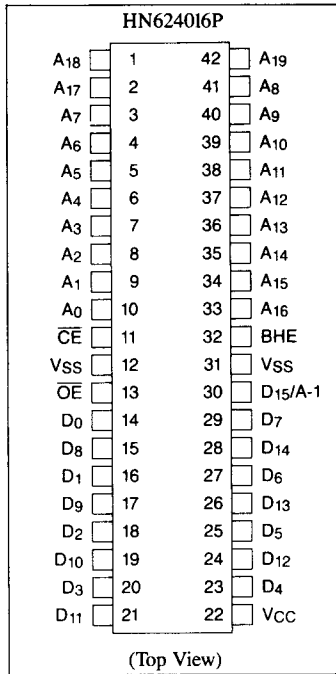 HN624016P
A18 1 42 A19
A17 2 41 A8
A7 3 40 A9
A6 4 39 A10
A5 5 38 A11
A4 6 37 A12
A3 7 36 A13
A2 8 35 A14
A1 9 34 A15
A0 10 33 A16
CE 11 32 BHE
VSS 12 31 VSS
OE 13 30 D15/A-1
D0 14 29 D7
D8 15 28 D14
D1 16 27 D6
D9 17 26 D13
D2 18 25 D5
D10 19 24 D12
D3 20 23 D4
D11 21 22 VCC
(Top View)